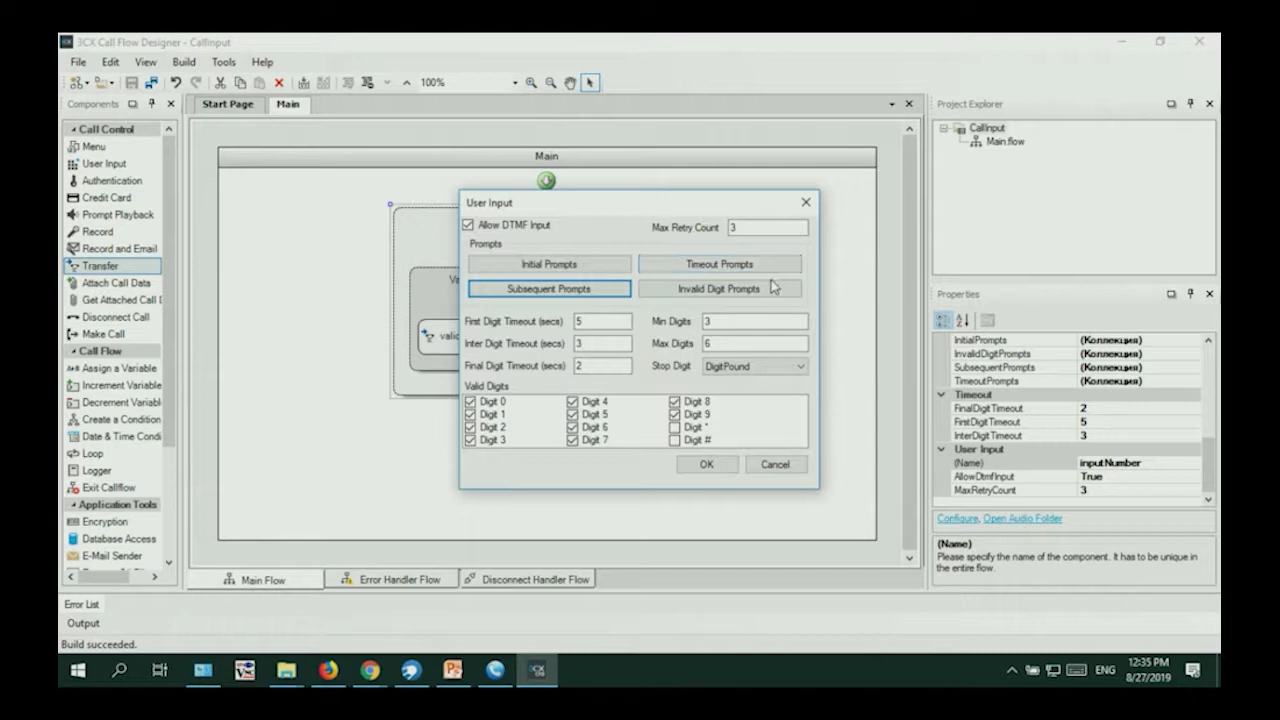 3CX Call Flow Designer - CallInput
File Edit View Build Tools Help
100%
Components
Start Page Main
Project Explorer
Call Control
Menu
User Input
Authentication
Credit Card
Prompt Playback
Record
Record and Email
Transfer
Attach Call Data
Get Attached Call
Disconnect Call
Make Call
Call Flow
Assign a Variable
Increment Variable
Decrement Variabl
Create a Condition
Date & Time Condi
Loop
Logger
Exit Callflow
Application Tools
Encryption
Database Access
E-Mail Sender
Main
Va
valid
User Input
Allow DTMF Input
Max Retry Count 3
Prompts
Initial Prompts Timeout Prompts
Subsequent Prompts Invalid Digit Prompts
First Digit Timeout (secs) 5 Min Digits 3
Inter Digit Timeout (secs) 3 Max Digits 6
Final Digit Timeout (secs) 2 Stop Digit DigitPound
Valid Digits
Digit 0 Digit 4 Digit 8
Digit 1 Digit 5 Digit 9
Digit 2 Digit 6 Digit *
Digit 3 Digit 7 Digit #
OK Cancel
CallInput
Main.flow
Properties
InitialPrompts (Коллекция)
InvalidDigitPrompts (Коллекция)
SubsequentPrompts (Коллекция)
TimeoutPrompts (Коллекция)
Timeout
FinalDigitTimeout 2
FirstDigitTimeout 5
InterDigitTimeout 3
User Input
(Name) inputNumber
AllowDtmfInput True
MaxRetryCount 3
Configure, Open Audio Folder
(Name)
Please specify the name of the component. It has to be unique in
the entire flow.
Main Flow Error Handler Flow Disconnect Handler Flow
Error List
Output
Build succeeded.
ENG
12:35 PM
8/27/2019